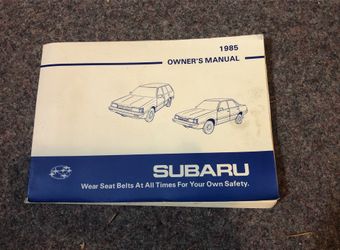 1985
OWNER'S MANUAL
SUBARU
Wear Seat Belts At All Times For Your Own Safety.